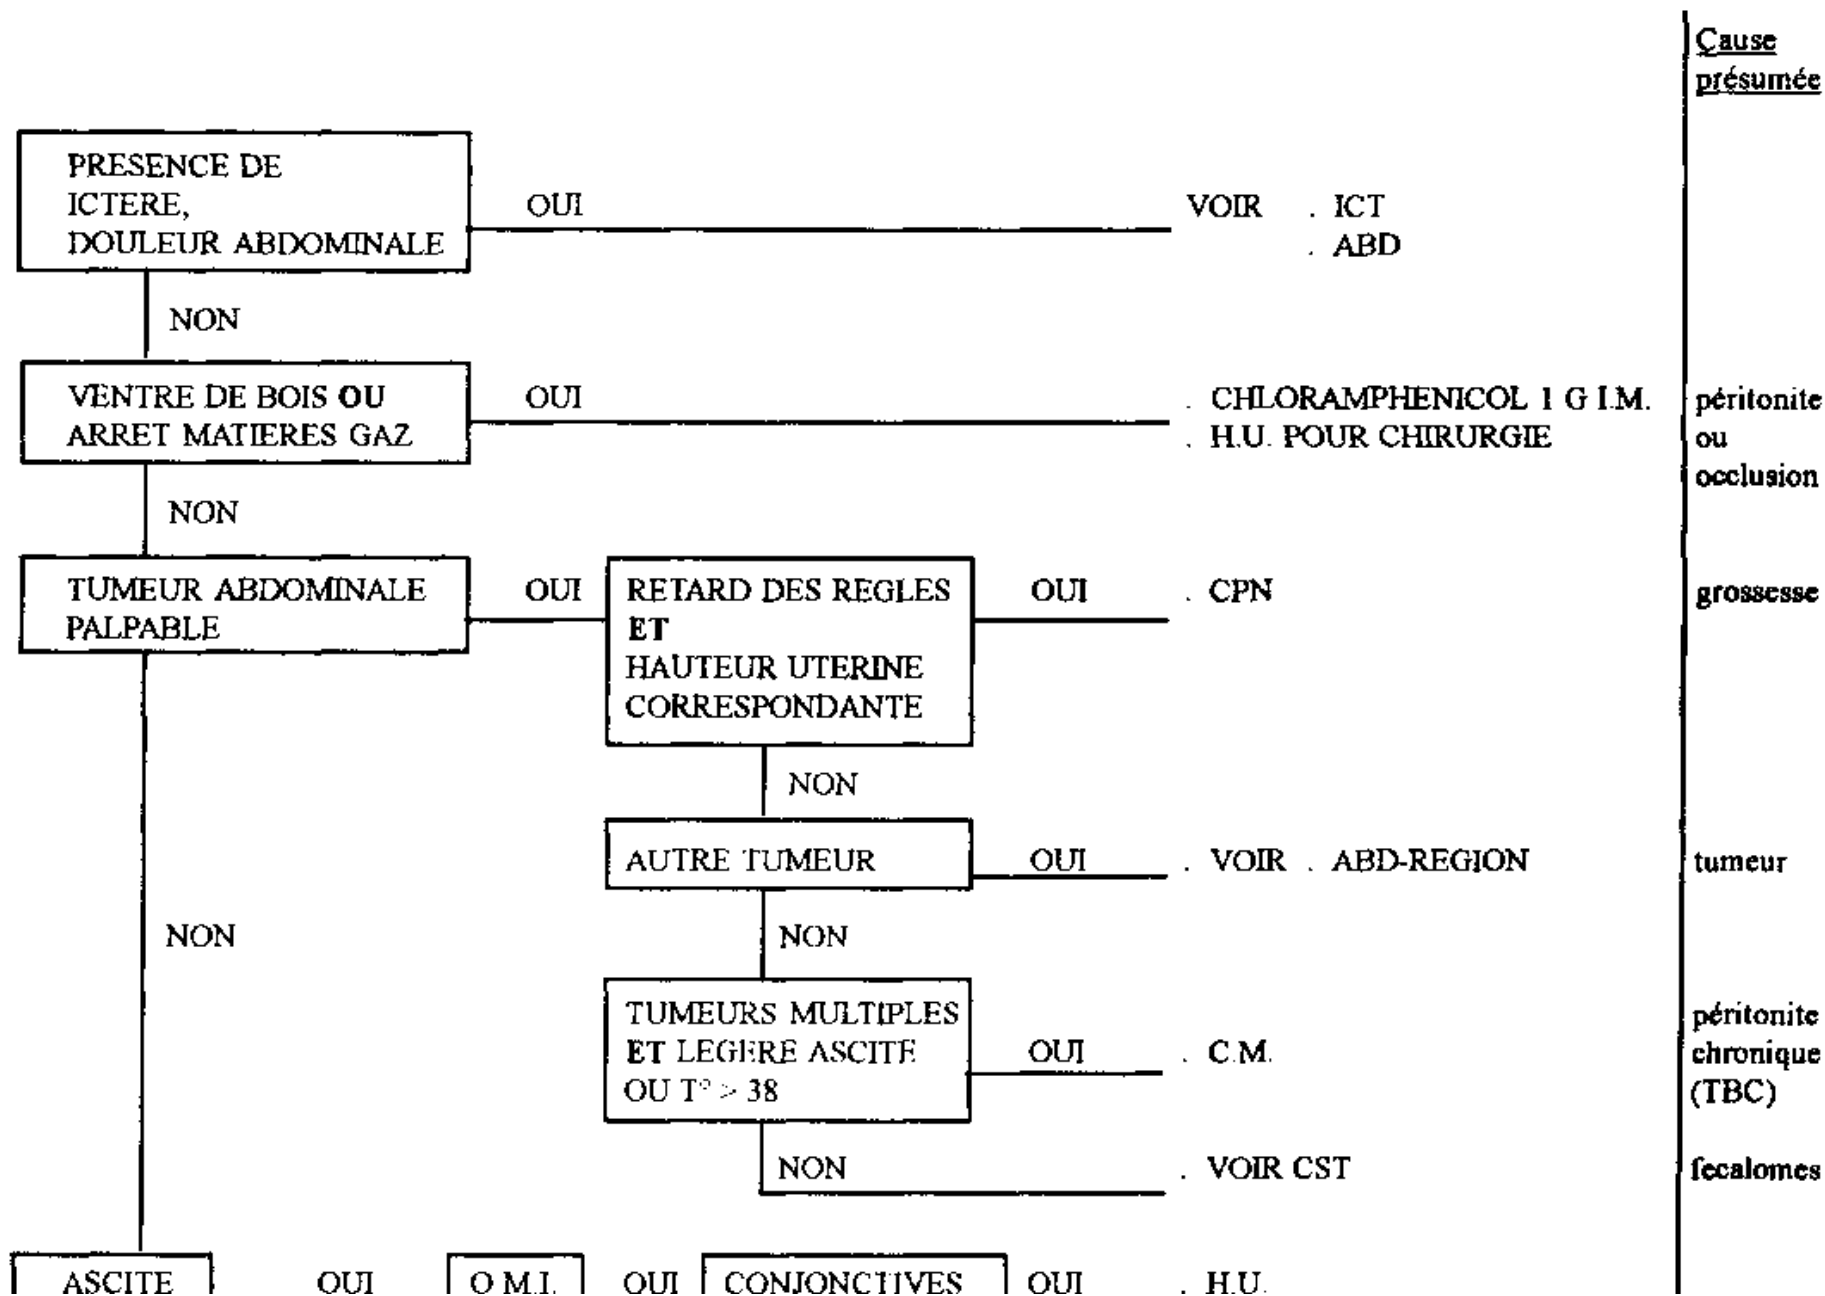 Cause
présumée
PRESENCE DE
ICTERE,
DOULEUR ABDOMINALE
OUI
VOIR . ICT
. ABD
NON
VENTRE DE BOIS OU
ARRET MATIERES GAZ
OUI
. CHLORAMPHENICOL 1 G I.M.
. H.U. POUR CHIRURGIE
péritonite
ou
occlusion
NON
TUMEUR ABDOMINALE
PALPABLE
OUI
RETARD DES REGLES
ET
HAUTEUR UTERINE
CORRESPONDANTE
OUI
. CPN
grossesse
NON
AUTRE TUMEUR
OUI
. VOIR . ABD-REGION
tumeur
NON
NON
TUMEURS MULTIPLES
ET LEGERE ASCITE
OU T° > 38
OUI
. C.M.
péritonite
chronique
(TBC)
NON
. VOIR CST
fecalomes
ASCITE
OUI
O.M.I.
OUI
CONJONCTIVES
OUI
. H.U.